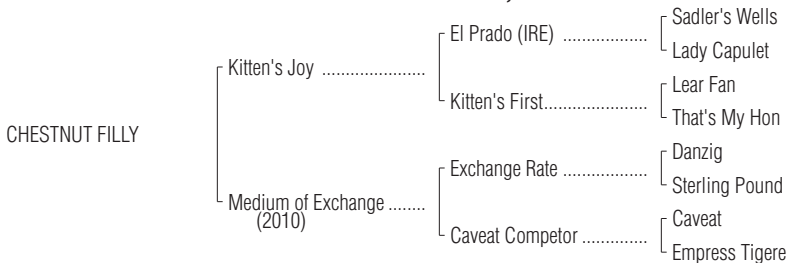 Sadler's Wells
El Prado (IRE) ..................
Lady Capulet
Kitten's Joy ......................
Lear Fan
Kitten's First......................
That's My Hon
CHESTNUT FILLY
Danzig
Exchange Rate ..................
Sterling Pound
Medium of Exchange ........
(2010)
Caveat
Caveat Competor ..............
Empress Tigere